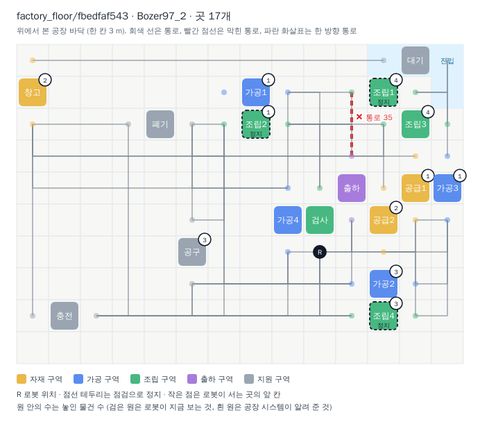 factory_floor/fbedfaf543 · Bozer97_2 · 곳 17개
위에서 본 공장 바닥 (한 칸 3 m). 회색 선은 통로, 빨간 점선은 막힌 통로, 파란 화살표는 한 방향 통로
대기
진입
창고 2
가공1 1
조립1 4
정지
폐기
조립2 1
정지
조립3 4
✕ 통로 35
출하
공급1 1
가공3 1
가공4
검사
공급2 2
공구 3
R
가공2 3
충전
조립4 3
정지
자재 구역 가공 구역 조립 구역 출하 구역 지원 구역
R 로봇 위치 · 점선 테두리는 점검으로 정지 · 작은 점은 로봇이 서는 곳의 앞 칸
원 안의 수는 놓인 물건 수 (검은 원은 로봇이 지금 보는 것, 흰 원은 공장 시스템이 알려 준 것)